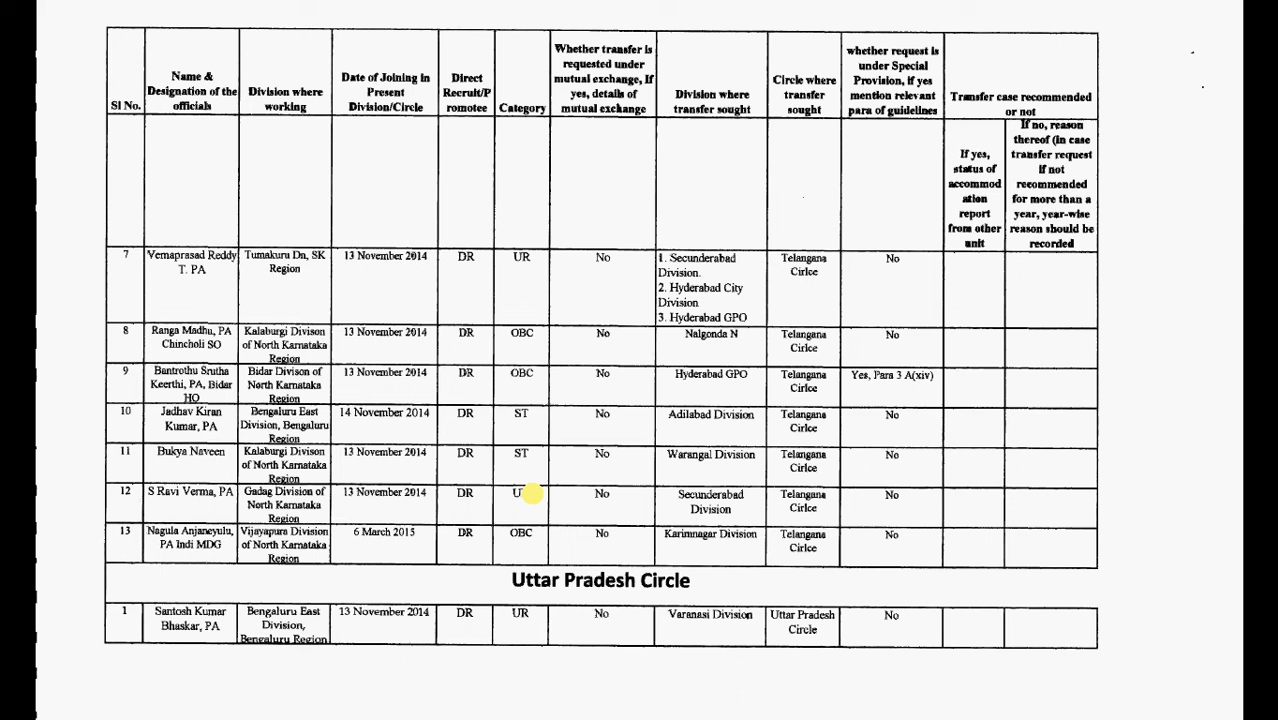 Sl No.
Name &
Designation of the
officials
Division where
working
Date of Joining in
Present
Division/Circle
Direct
Recruit/P
romotee
Category
Whether transfer is
requested under
mutual exchange, If
yes, details of
mutual exchange
Division where
transfer sought
Circle where
transfer
sought
whether request is
under Special
Provision, if yes
mention relevant
para of guidelines
Transfer case recommended
or not
If yes,
status of
accommod
ation
report
from other
unit
If no, reason
thereof (in case
transfer request
if not
recommended
for more than a
year, year-wise
reason should be
recorded
7
Vemaprasad Reddy
T. PA
Tumakuru Dn, SK
Region
13 November 2014
DR
UR
No
1. Secunderabad
Division.
2. Hyderabad City
Division
3. Hyderabad GPO
Telangana
Cirlce
No
8
Ranga Madhu, PA
Chincholi SO
Kalaburgi Divison
of North Karnataka
Region
13 November 2014
DR
OBC
No
Nalgonda N
Telangana
Cirlce
No
9
Bantrothu Srutha
Keerthi, PA, Bidar
HO
Bidar Divison of
North Karnataka
Region
13 November 2014
DR
OBC
No
Hyderabad GPO
Telangana
Cirlce
Yes, Para 3 A(xiv)
10
Jadhav Kiran
Kumar, PA
Bengaluru East
Division, Bengaluru
Region
14 November 2014
DR
ST
No
Adilabad Division
Telangana
Cirlce
No
11
Bukya Naveen
Kalaburgi Divison
of North Karnataka
Region
13 November 2014
DR
ST
No
Warangal Division
Telangana
Cirlce
No
12
S Ravi Verma, PA
Gadag Division of
North Karnataka
Region
13 November 2014
DR
No
Secunderabad
Division
Telangana
Cirlce
No
13
Nagula Anjaneyulu,
PA Indi MDG
Vijayapura Division
of North Karnataka
Region
6 March 2015
DR
OBC
No
Karimnagar Division
Telangana
Cirlce
No
Uttar Pradesh Circle
1
Santosh Kumar
Bhaskar, PA
Bengaluru East
Division,
Bengaluru Region
13 November 2014
DR
UR
No
Varanasi Division
Uttar Pradesh
Circle
No